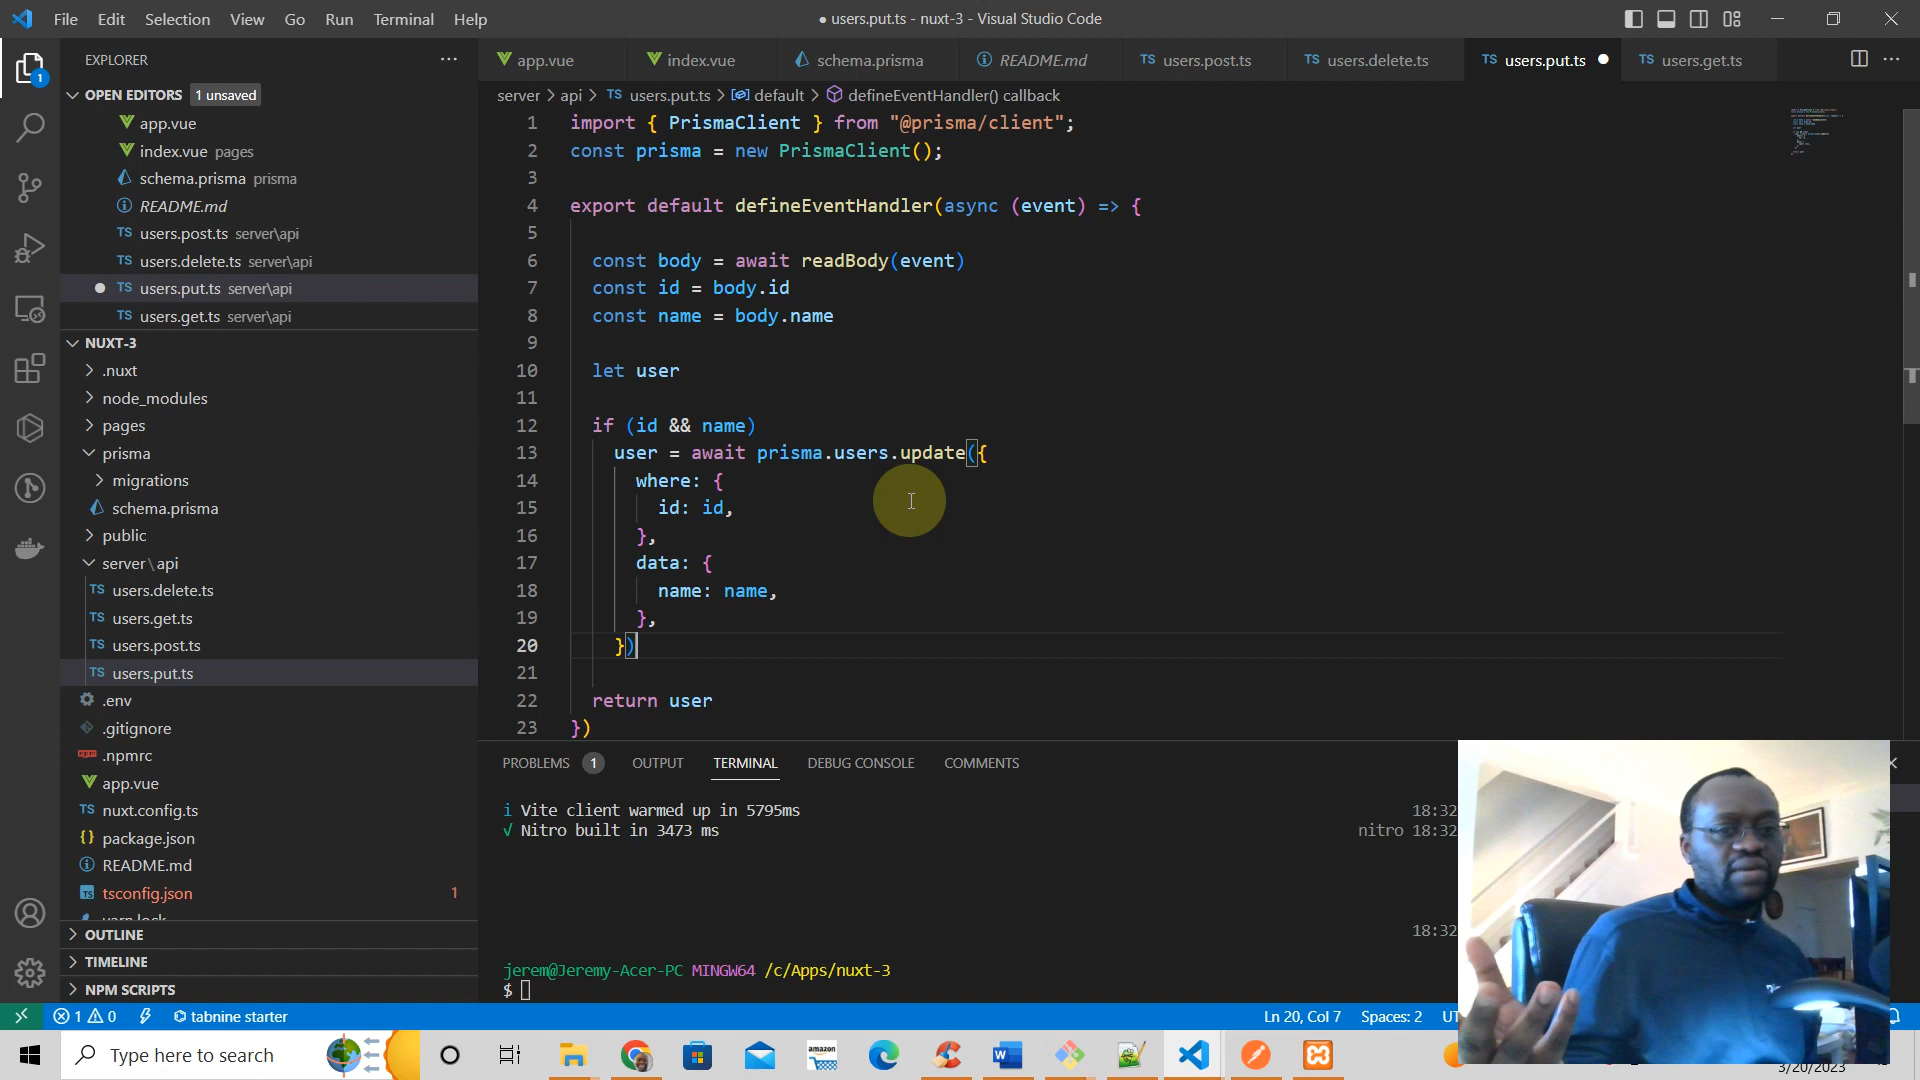 File Edit Selection View Go Run Terminal Help
● users.put.ts - nuxt-3 - Visual Studio Code
EXPLORER
OPEN EDITORS 1 unsaved
app.vue
index.vue pages
schema.prisma prisma
README.md
users.post.ts server\api
users.delete.ts server\api
users.put.ts server\api
users.get.ts server\api
NUXT-3
.nuxt
node_modules
pages
prisma
migrations
schema.prisma
public
server\api
users.delete.ts
users.get.ts
users.post.ts
users.put.ts
.env
.gitignore
.npmrc
app.vue
nuxt.config.ts
package.json
README.md
tsconfig.json 1
OUTLINE
TIMELINE
NPM SCRIPTS
app.vue index.vue schema.prisma README.md TS users.post.ts TS users.delete.ts TS users.put.ts TS users.get.ts
server > api > TS users.put.ts > default > defineEventHandler() callback
1 import { PrismaClient } from "@prisma/client";
2 const prisma = new PrismaClient();
3
4 export default defineEventHandler(async (event) => {
5
6 const body = await readBody(event)
7 const id = body.id
8 const name = body.name
9
10 let user
11
12 if (id && name)
13 user = await prisma.users.update({
14 where: {
15 id: id,
16 },
17 data: {
18 name: name,
19 },
20 })
21
22 return user
23 })
PROBLEMS 1 OUTPUT TERMINAL DEBUG CONSOLE COMMENTS
i Vite client warmed up in 5795ms 18:32
√ Nitro built in 3473 ms nitro 18:32
18:32
jerem@Jeremy-Acer-PC MINGW64 /c/Apps/nuxt-3
$
1 0 tabnine starter Ln 20, Col 7 Spaces: 2
Type here to search
amazon
3/20/2023